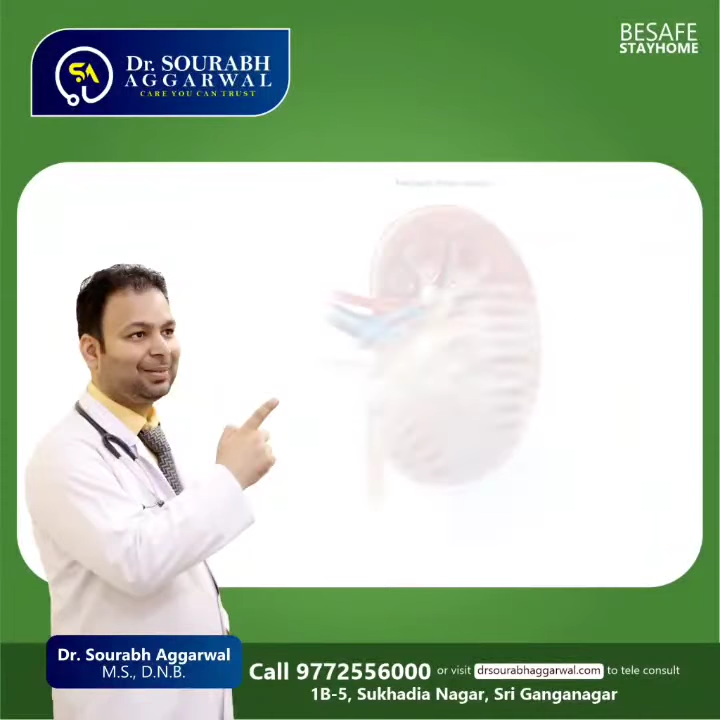 Dr. SOURABH
AGGARWAL
CARE YOU CAN TRUST
BESAFE
STAYHOME
Dr. Sourabh Aggarwal
M.S., D.N.B.
Call 9772556000 or visit drsourabhaggarwal.com to tele consult
1B-5, Sukhadia Nagar, Sri Ganganagar